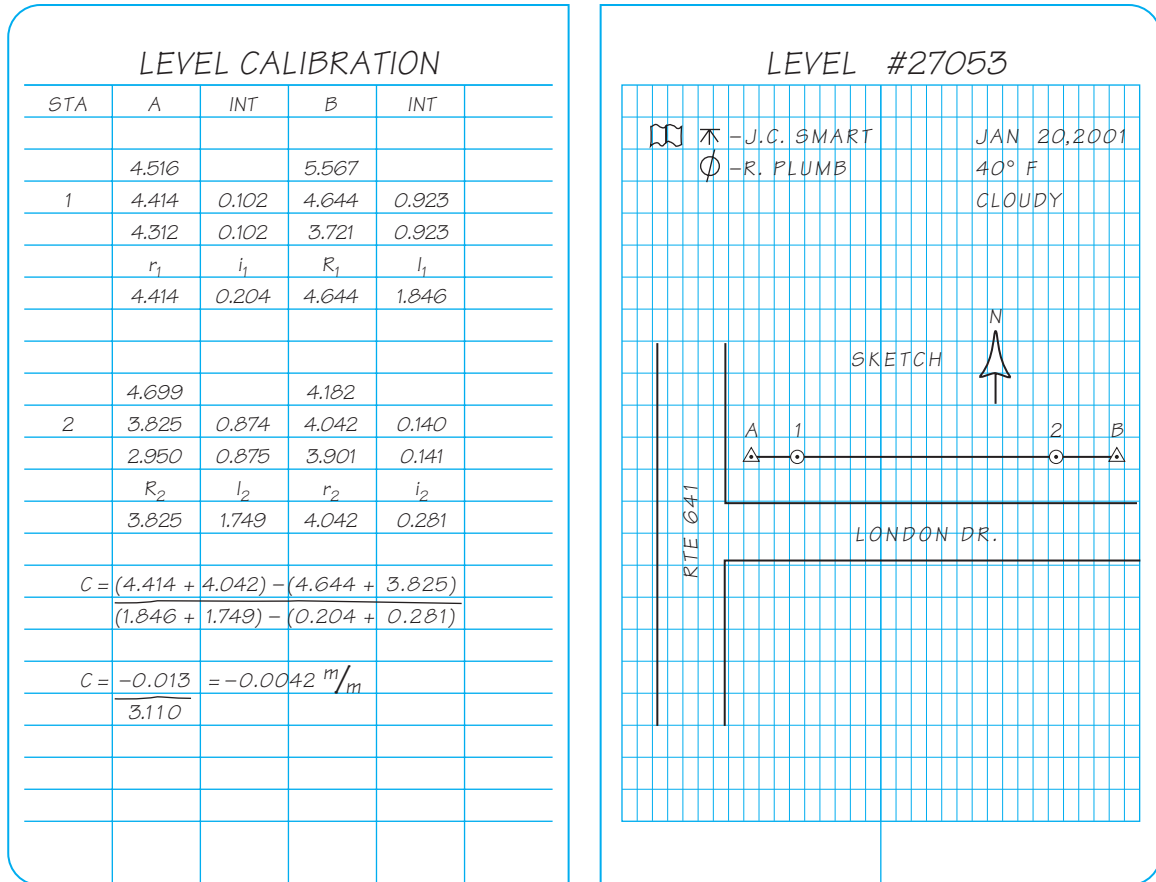 LEVEL CALIBRATION
STA A INT B INT
4.516 5.567
1 4.414 0.102 4.644 0.923
4.312 0.102 3.721 0.923
r1 i1 R1 I1
4.414 0.204 4.644 1.846
4.699 4.182
2 3.825 0.874 4.042 0.140
2.950 0.875 3.901 0.141
R2 I2 r2 i2
3.825 1.749 4.042 0.281
C = (4.414 + 4.042) – (4.644 + 3.825)
(1.846 + 1.749) – (0.204 + 0.281)
C = –0.013 = –0.0042 m/m
3.110
LEVEL #27053
–J.C. SMART JAN 20,2001
–R. PLUMB 40° F
CLOUDY
N
SKETCH
A 1 2 B
RTE 641
LONDON DR.